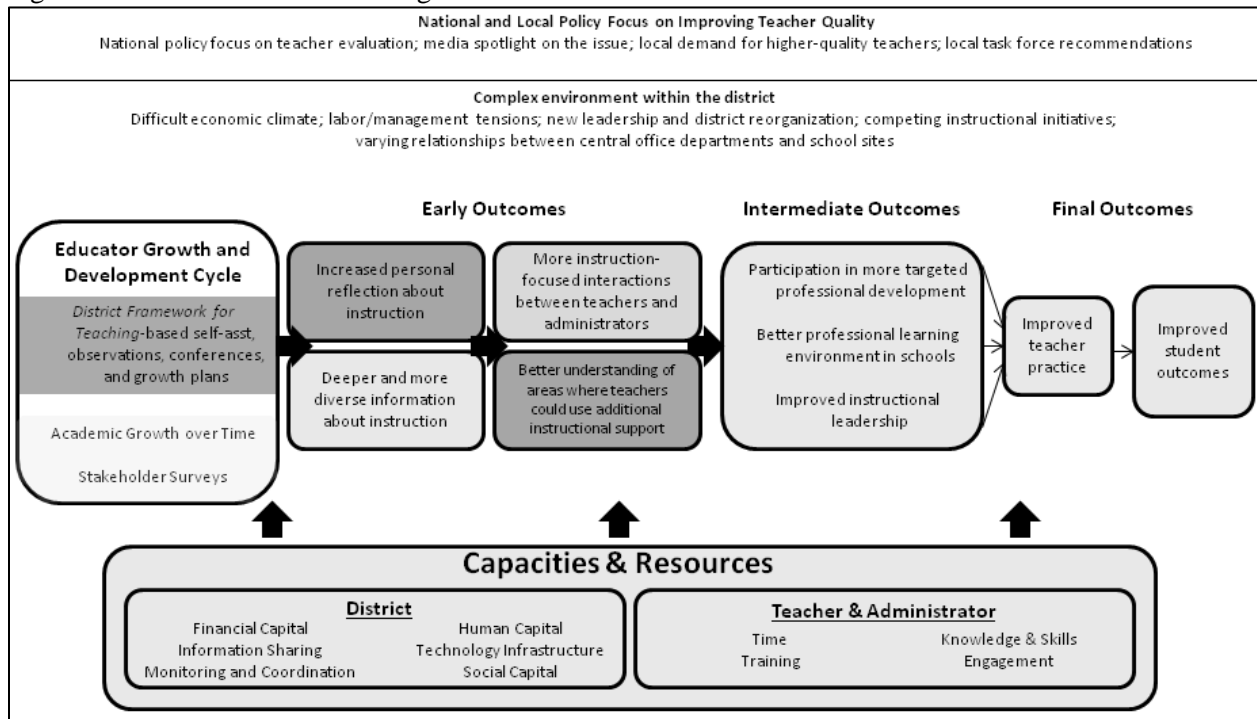 National and Local Policy Focus on Improving Teacher Quality
National policy focus on teacher evaluation; media spotlight on the issue; local demand for higher-quality teachers; local task force recommendations
Complex environment within the district
Difficult economic climate; labor/management tensions; new leadership and district reorganization; competing instructional initiatives;
varying relationships between central office departments and school sites
Early Outcomes
Intermediate Outcomes
Final Outcomes
Educator Growth and
Development Cycle
District Framework for
Teaching-based self-asst,
observations, conferences,
and growth plans
Academic Growth over Time
Stakeholder Surveys
Increased personal
reflection about
instruction
Deeper and more
diverse information
about instruction
More instruction-
focused interactions
between teachers and
administrators
Better understanding of
areas where teachers
could use additional
instructional support
Participation in more targeted
professional development
Better professional learning
environment in schools
Improved instructional
leadership
Improved
teacher
practice
Improved
student
outcomes
Capacities & Resources
District
Financial Capital
Information Sharing
Monitoring and Coordination
Human Capital
Technology Infrastructure
Social Capital
Teacher & Administrator
Time
Training
Knowledge & Skills
Engagement